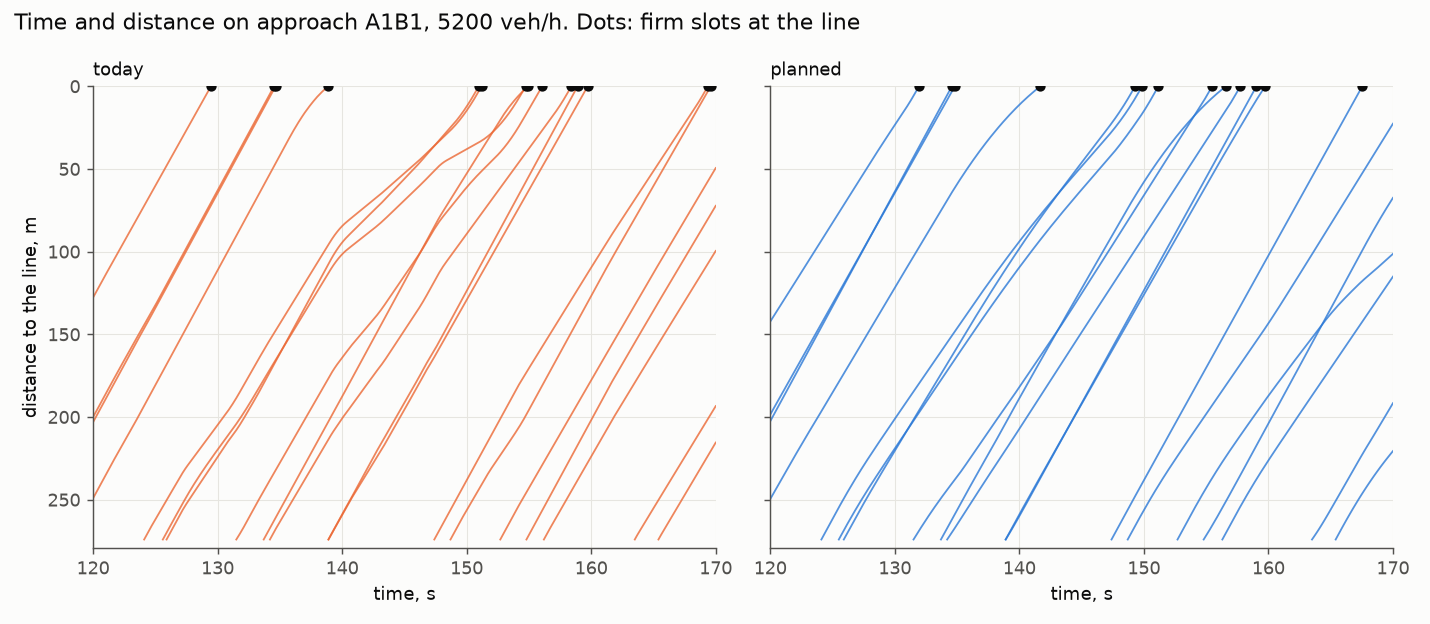 Time and distance on approach A1B1, 5200 veh/h. Dots: firm slots at the line
today
planned
distance to the line, m
0
50
100
150
200
250
120 130 140 150 160 170
120 130 140 150 160 170
time, s
time, s